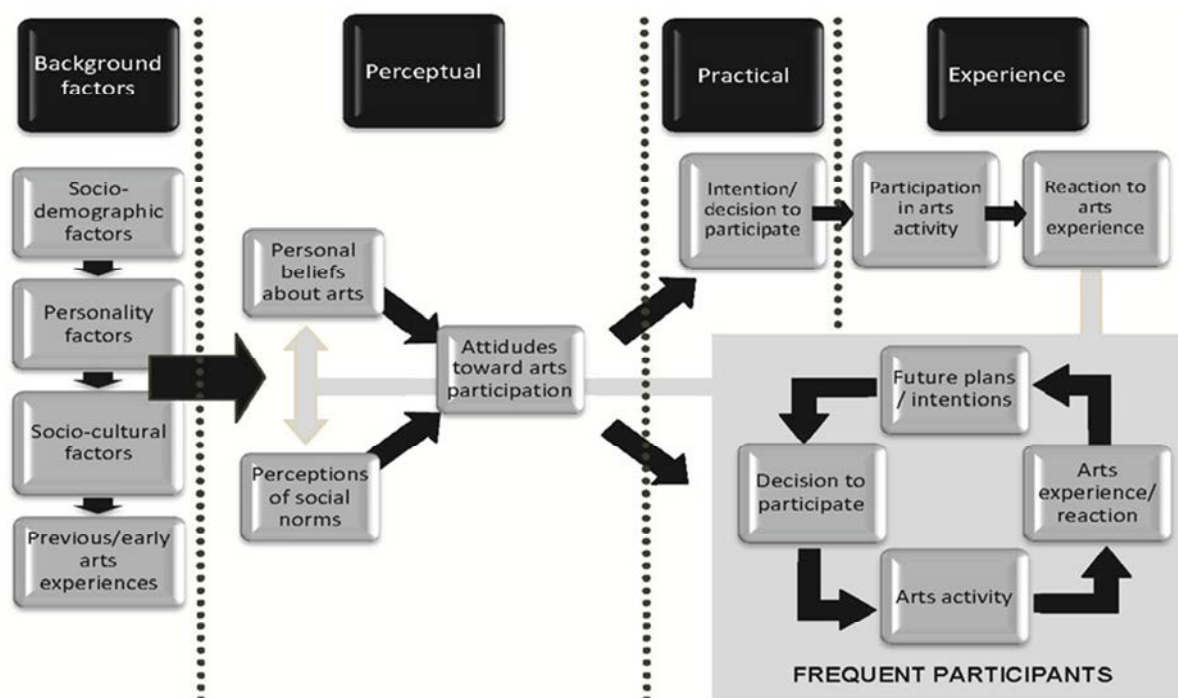 Background
factors
Perceptual
Practical
Experience
Socio-
demographic
factors
Personality
factors
Socio-cultural
factors
Previous/early
arts
experiences
Personal
beliefs
about arts
Perceptions
of social
norms
Attidudes
toward arts
participation
Intention/
decision to
participate
Participation
in arts
activity
Reaction to
arts
experience
Future plans
/ intentions
Decision to
participate
Arts
experience/
reaction
Arts activity
FREQUENT PARTICIPANTS